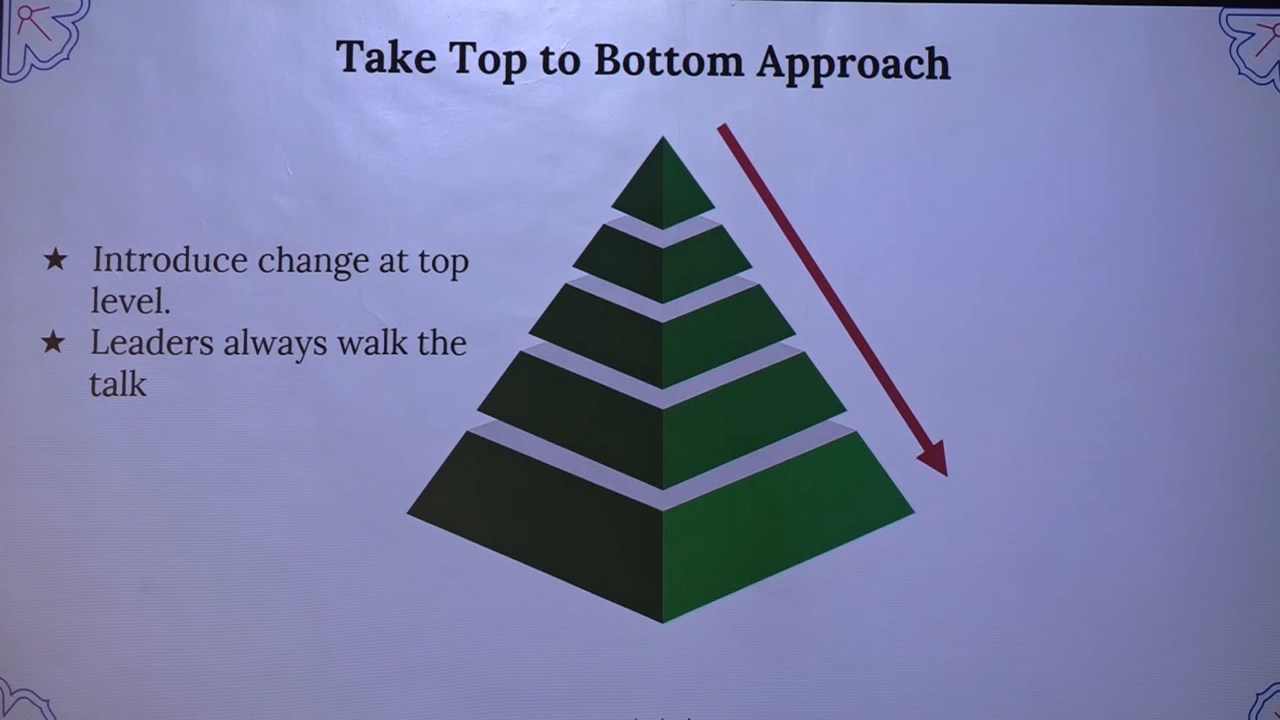 Take Top to Bottom Approach
★ Introduce change at top
level.
★ Leaders always walk the
talk